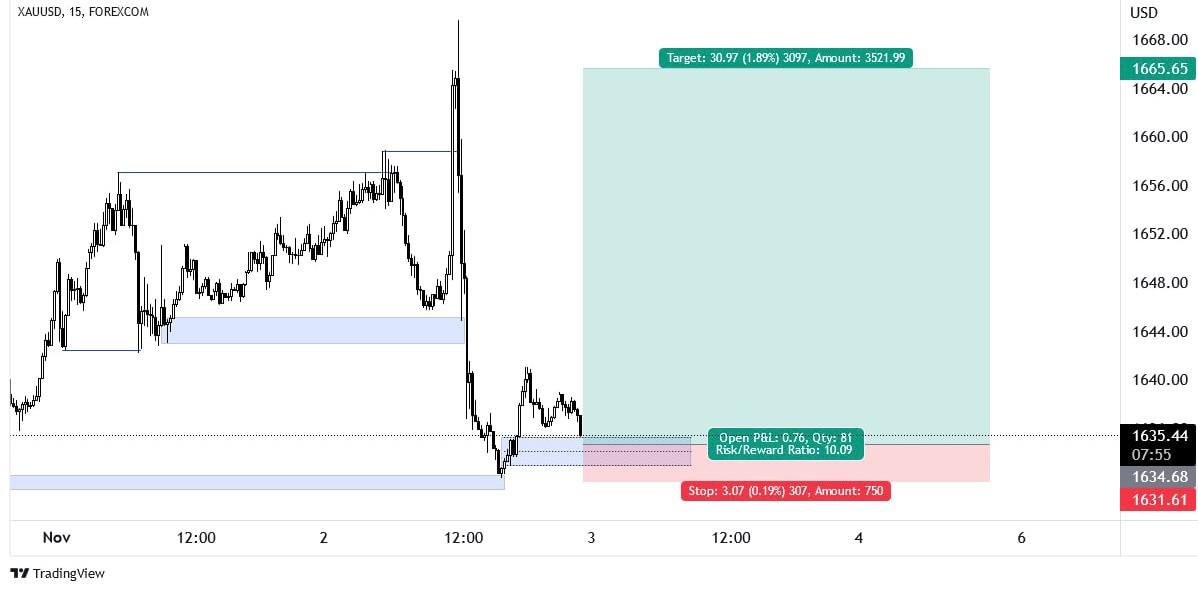 XAUUSD, 15, FOREXCOM
USD
1668.00
Target: 30.97 (1.89%) 3097, Amount: 3521.99
1665.65
1664.00
1660.00
1656.00
1652.00
1648.00
1644.00
1640.00
1635.44
07:55
Open P&L: 0.76, Qty: 81
Risk/Reward Ratio: 10.09
1634.68
Stop: 3.07 (0.19%) 307, Amount: 750
1631.61
Nov 12:00 2 12:00 3 12:00 4 6
TradingView